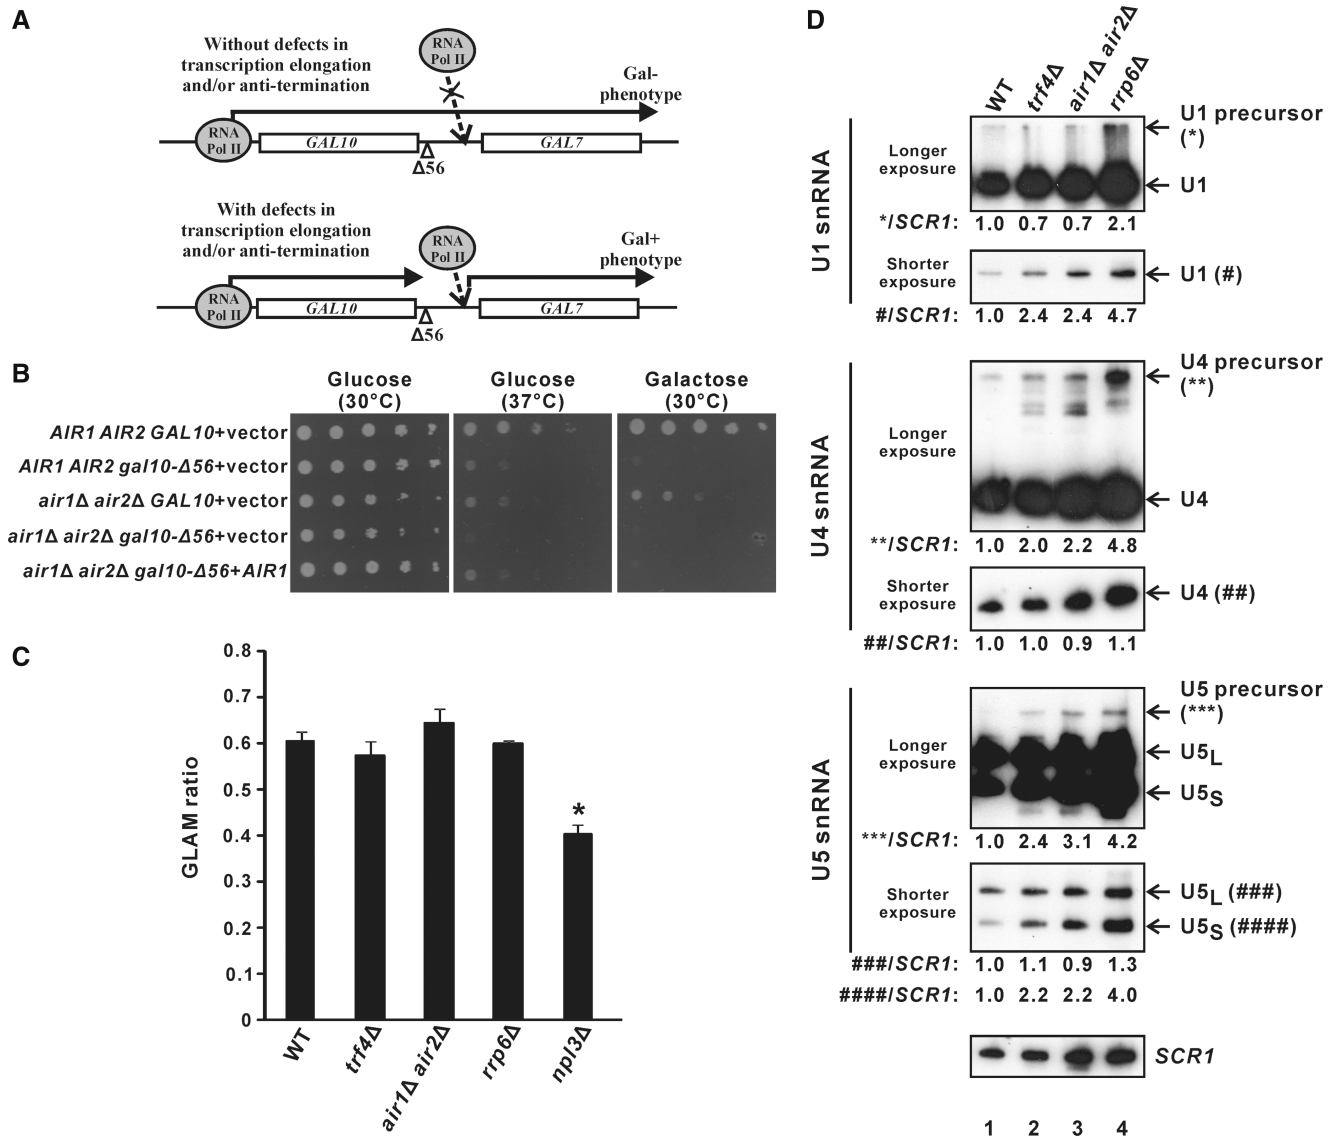 A
Without defects in
transcription elongation
and/or anti-termination
RNA
Pol II
Gal-
phenotype
RNA
Pol II
GAL10
GAL7
Δ
Δ56
With defects in
transcription elongation
and/or anti-termination
RNA
Pol II
Gal+
phenotype
RNA
Pol II
GAL10
GAL7
Δ
Δ56
B
Glucose
(30°C)
Glucose
(37°C)
Galactose
(30°C)
AIR1 AIR2 GAL10+vector
AIR1 AIR2 gal10-Δ56+vector
air1Δ air2Δ GAL10+vector
air1Δ air2Δ gal10-Δ56+vector
air1Δ air2Δ gal10-Δ56+AIR1
C
GLAM ratio
0.8
0.7
0.6
0.5
0.4
0.3
0.2
0.1
0
*
WT
trf4Δ
air1Δ air2Δ
rrp6Δ
npl3Δ
D
WT
trf4Δ
air1Δ air2Δ
rrp6Δ
U1 snRNA
Longer
exposure
U1 precursor
(*)
U1
*/SCR1: 1.0 0.7 0.7 2.1
Shorter
exposure
U1 (#)
#/SCR1: 1.0 2.4 2.4 4.7
U4 snRNA
Longer
exposure
U4 precursor
(**)
U4
**/SCR1: 1.0 2.0 2.2 4.8
Shorter
exposure
U4 (##)
##/SCR1: 1.0 1.0 0.9 1.1
U5 snRNA
Longer
exposure
U5 precursor
(***)
U5L
U5S
***/SCR1: 1.0 2.4 3.1 4.2
Shorter
exposure
U5L (###)
U5S (####)
###/SCR1: 1.0 1.1 0.9 1.3
####/SCR1: 1.0 2.2 2.2 4.0
SCR1
1 2 3 4